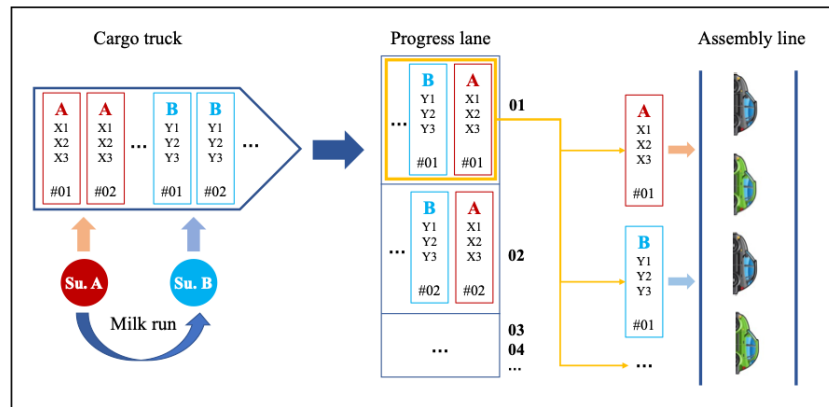 Cargo truck
A
X1
X2
X3
#01
A
X1
X2
X3
#02
...
B
Y1
Y2
Y3
#01
B
Y1
Y2
Y3
#02
...
Su. A
Su. B
Milk run
Progress lane
...
B
Y1
Y2
Y3
#01
A
X1
X2
X3
#01
01
...
B
Y1
Y2
Y3
#02
A
X1
X2
X3
#02
02
...
03
04
...
A
X1
X2
X3
#01
B
Y1
Y2
Y3
#01
...
Assembly line